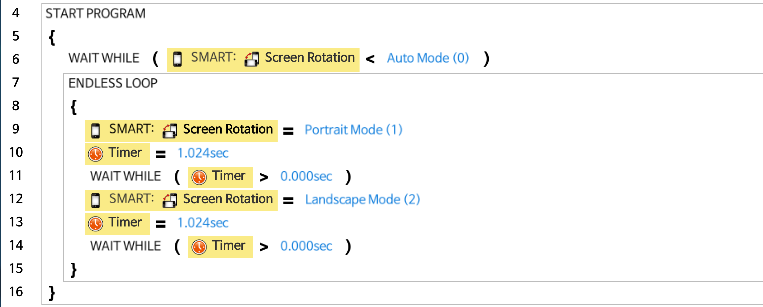 4 START PROGRAM
5 {
6 WAIT WHILE ( SMART: Screen Rotation < Auto Mode (0) )
7 ENDLESS LOOP
8 {
9 SMART: Screen Rotation = Portrait Mode (1)
10 Timer = 1.024sec
11 WAIT WHILE ( Timer > 0.000sec )
12 SMART: Screen Rotation = Landscape Mode (2)
13 Timer = 1.024sec
14 WAIT WHILE ( Timer > 0.000sec )
15 }
16 }